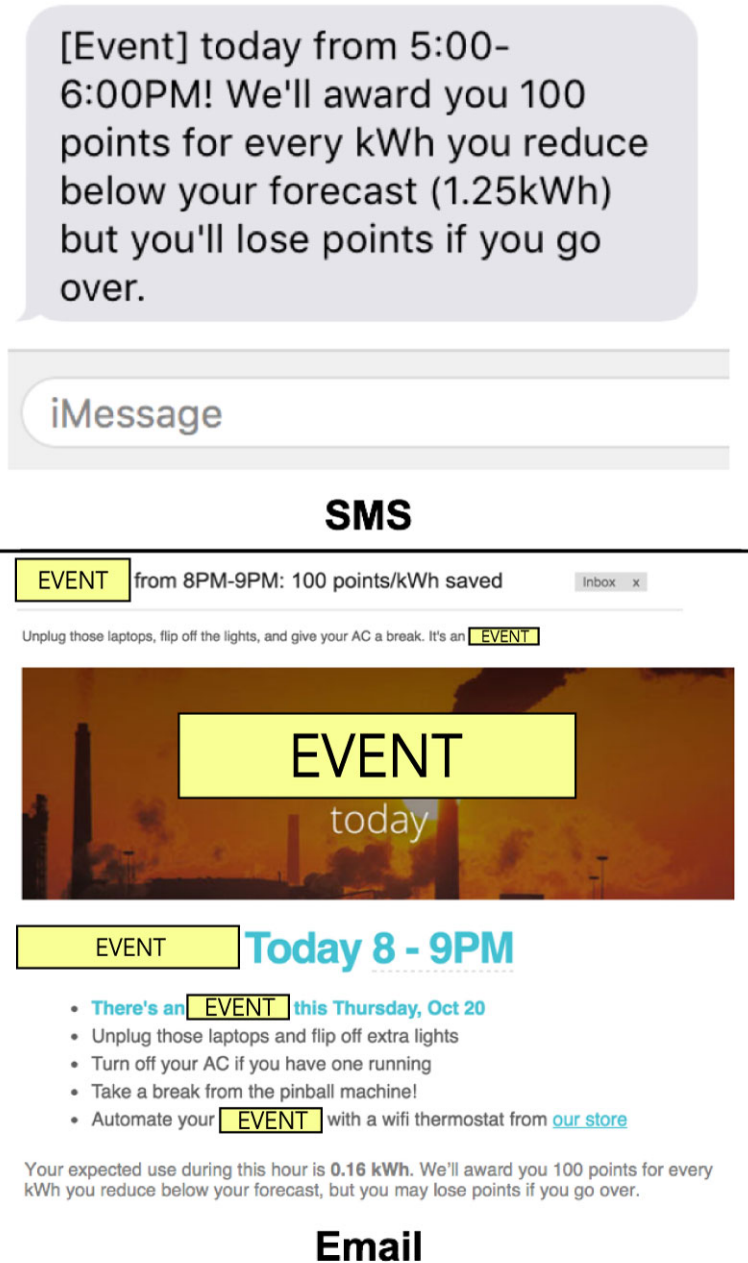 [Event] today from 5:00-
6:00PM! We'll award you 100
points for every kWh you reduce
below your forecast (1.25kWh)
but you'll lose points if you go
over.
iMessage
SMS
EVENT from 8PM-9PM: 100 points/kWh saved Inbox x
Unplug those laptops, flip off the lights, and give your AC a break. It's an EVENT
EVENT
today
EVENT Today 8 - 9PM
• There's an EVENT this Thursday, Oct 20
• Unplug those laptops and flip off extra lights
• Turn off your AC if you have one running
• Take a break from the pinball machine!
• Automate your EVENT with a wifi thermostat from our store
Your expected use during this hour is 0.16 kWh. We'll award you 100 points for every
kWh you reduce below your forecast, but you may lose points if you go over.
Email